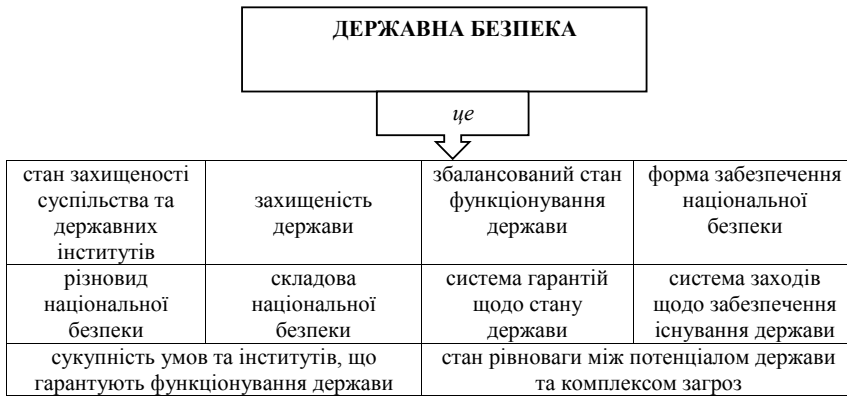 ДЕРЖАВНА БЕЗПЕКА
це
стан захищеності
суспільства та
державних
інститутів
захищеність
держави
збалансований стан
функціонування
держави
форма забезпечення
національної
безпеки
різновид
національної
безпеки
складова
національної
безпеки
система гарантій
щодо стану
держави
система заходів
щодо забезпечення
існування держави
сукупність умов та інститутів, що
гарантують функціонування держави
стан рівноваги між потенціалом держави
та комплексом загроз